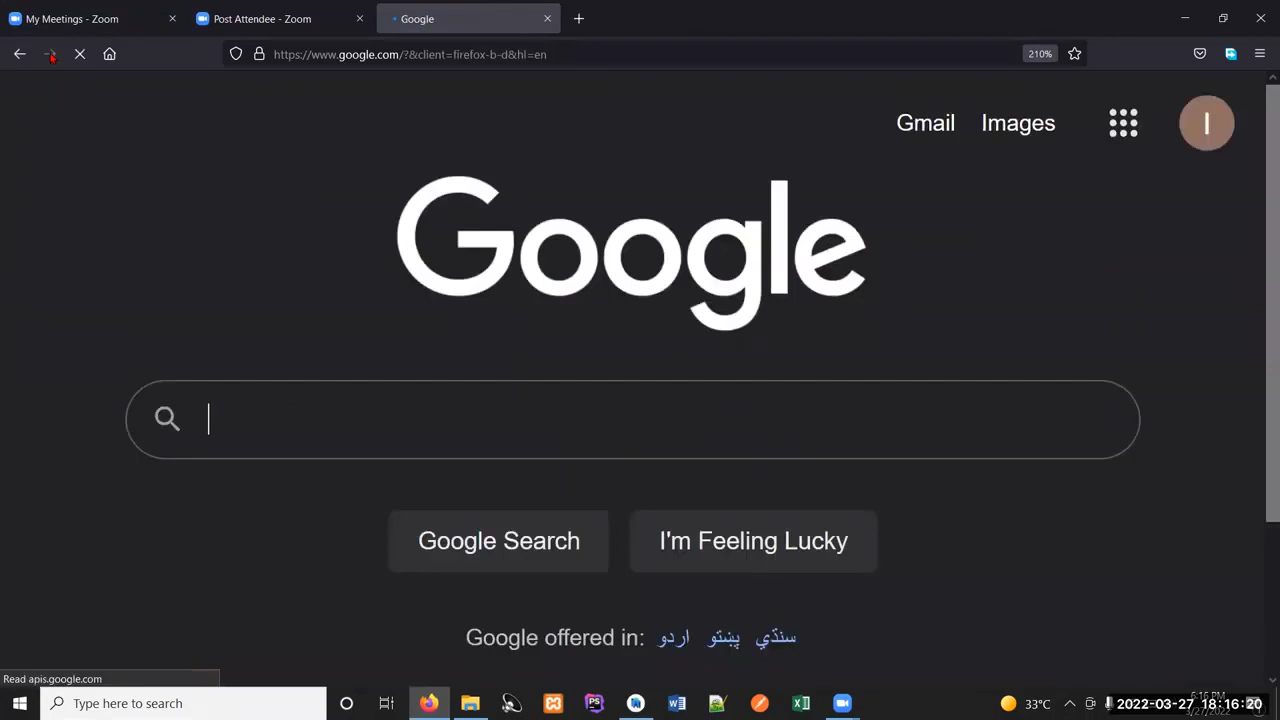 My Meetings - Zoom
Post Attendee - Zoom
Google
https://www.google.com/?&client=firefox-b-d&hl=en
210%
Gmail
Images
I
Google
Google Search
I'm Feeling Lucky
Google offered in: اردو پښتو سنڌي
Read apis.google.com
Type here to search
PS
33°C
2022-03-27 18:16:20